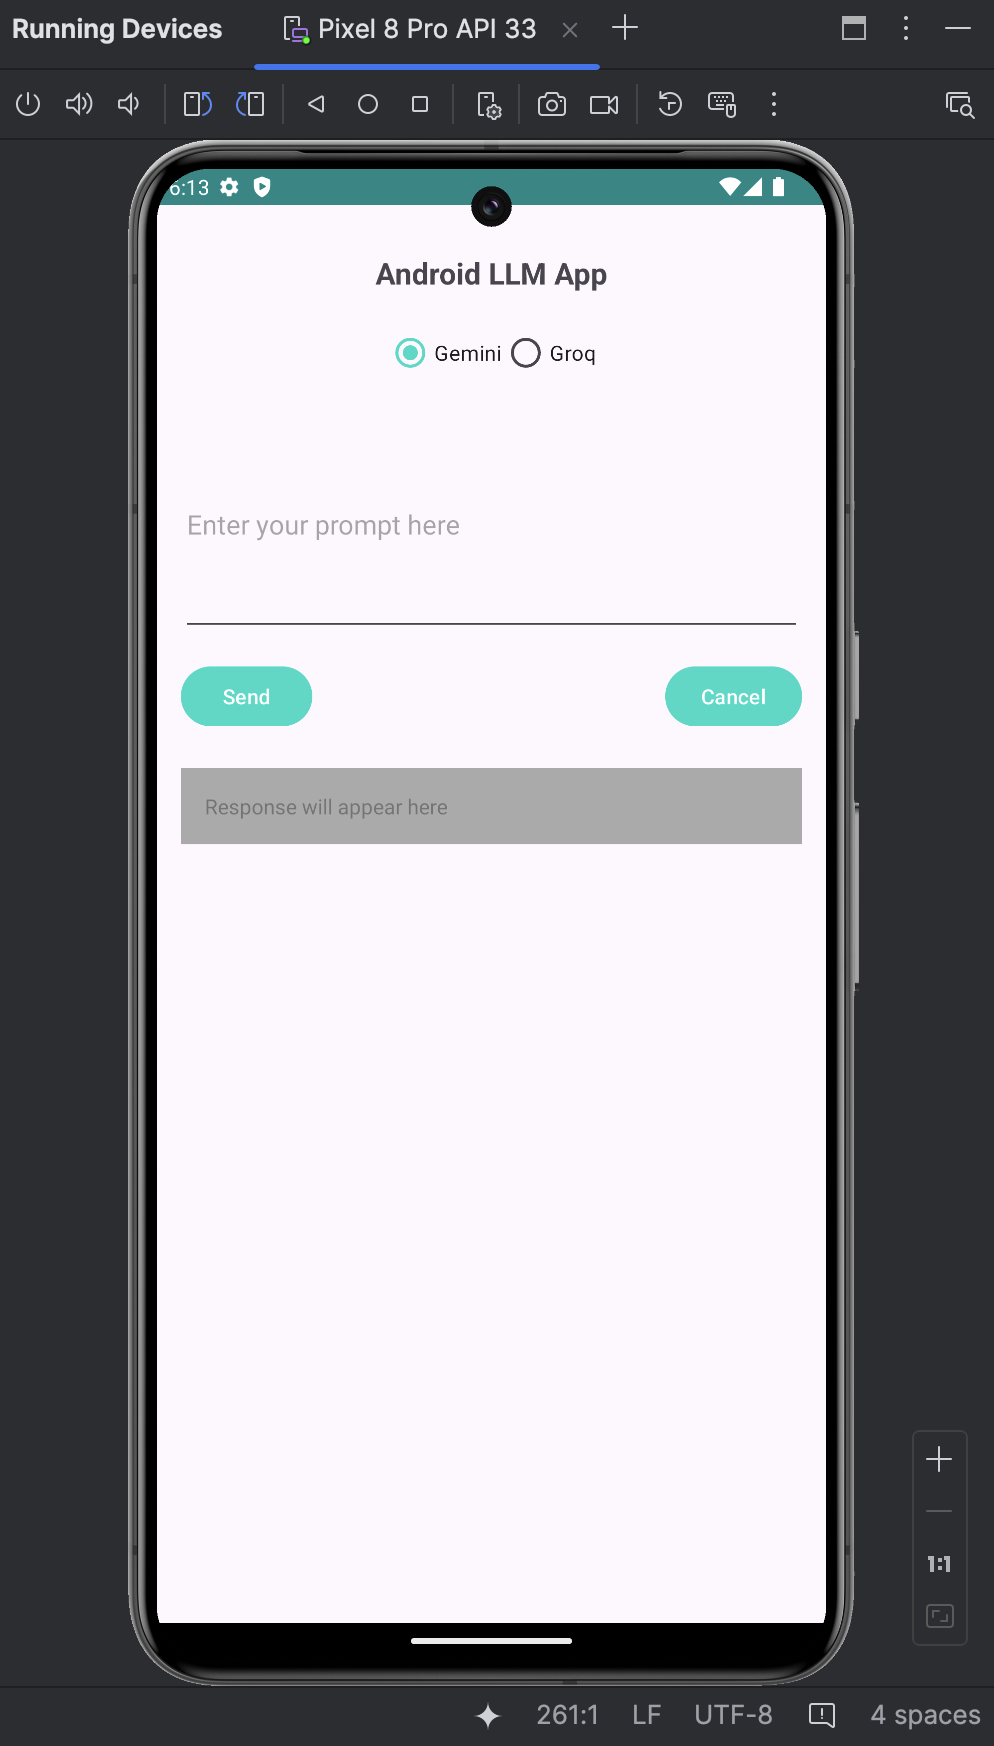 Running Devices Pixel 8 Pro API 33
6:13
Android LLM App
Gemini Groq
Enter your prompt here
Send Cancel
Response will appear here
1:1
261:1 LF UTF-8 4 spaces